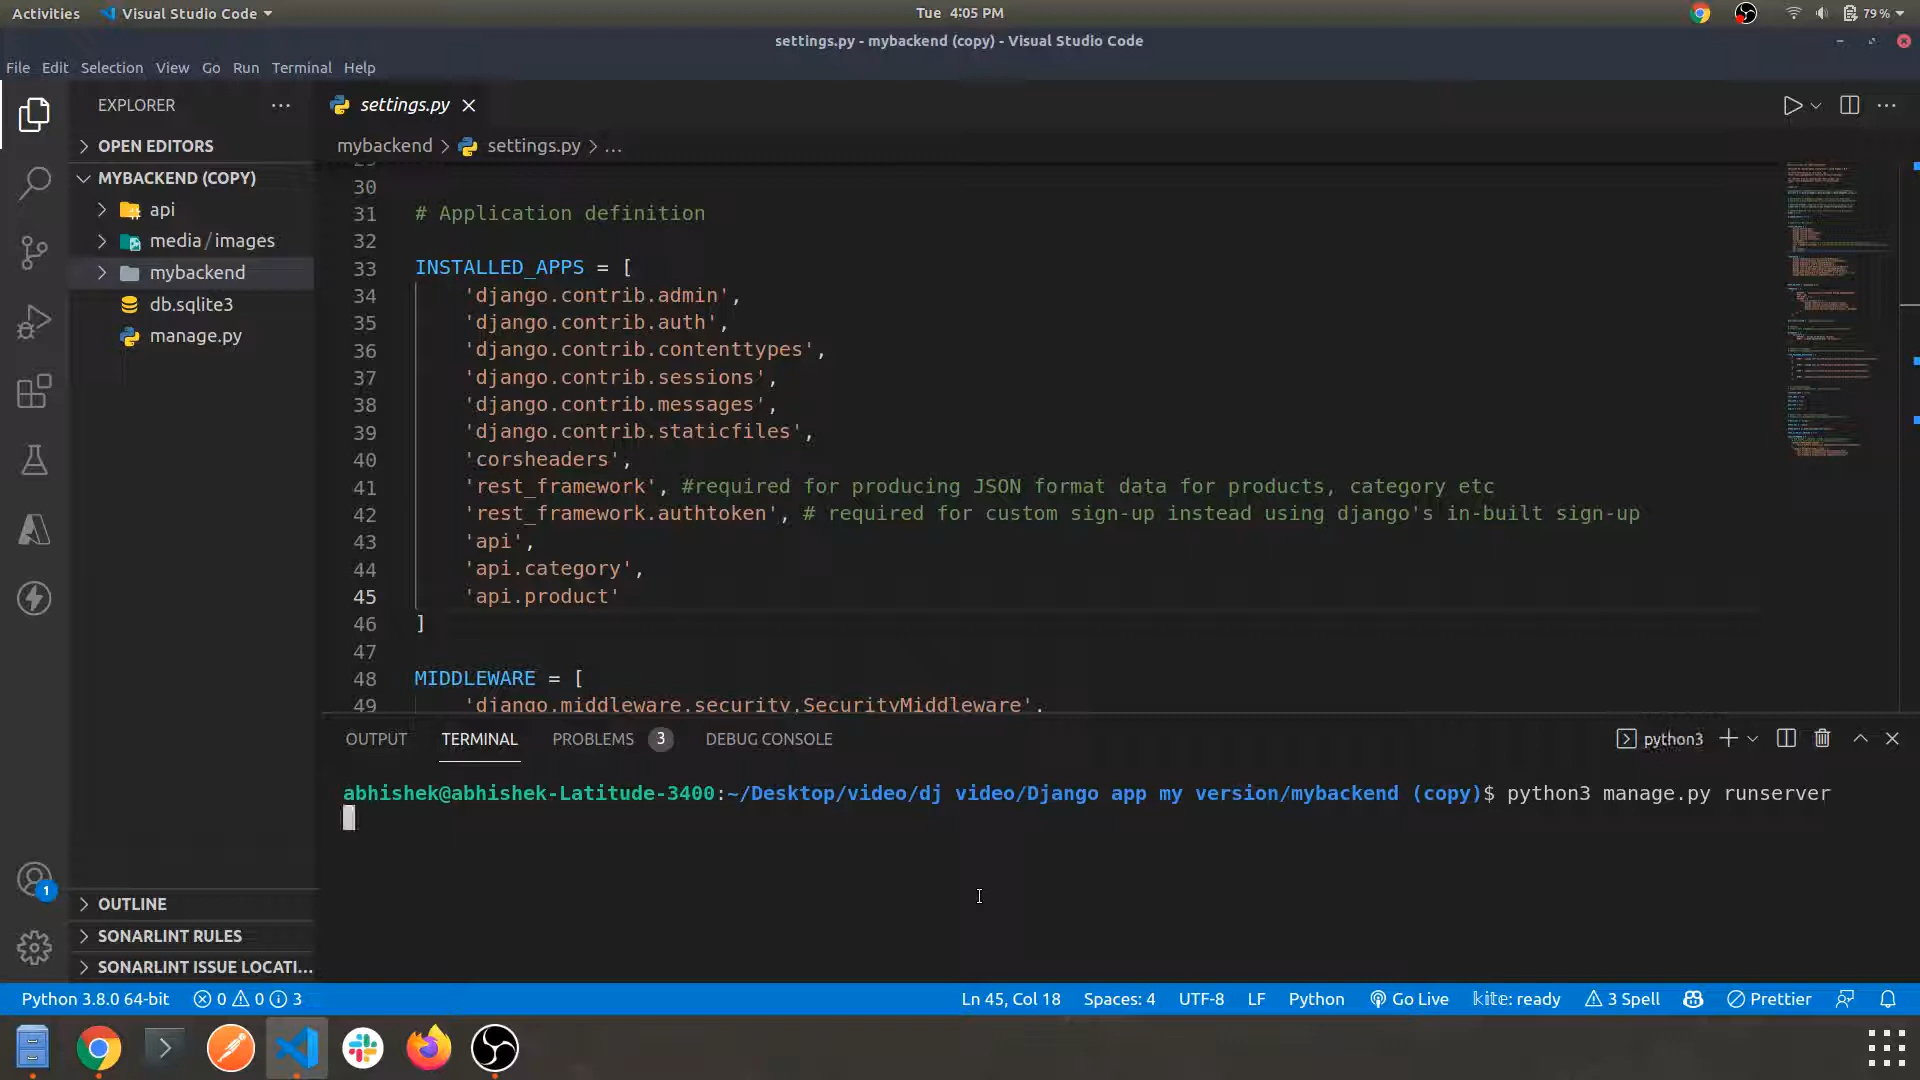 Activities
Visual Studio Code
Tue 4:05 PM
79 %
settings.py - mybackend (copy) - Visual Studio Code
File Edit Selection View Go Run Terminal Help
EXPLORER
settings.py
OPEN EDITORS
mybackend > settings.py > ...
MYBACKEND (COPY)
api
media / images
mybackend
db.sqlite3
manage.py
30
31 # Application definition
32
33 INSTALLED_APPS = [
34 'django.contrib.admin',
35 'django.contrib.auth',
36 'django.contrib.contenttypes',
37 'django.contrib.sessions',
38 'django.contrib.messages',
39 'django.contrib.staticfiles',
40 'corsheaders',
41 'rest_framework', #required for producing JSON format data for products, category etc
42 'rest_framework.authtoken', # required for custom sign-up instead using django's in-built sign-up
43 'api',
44 'api.category',
45 'api.product'
46 ]
47
48 MIDDLEWARE = [
49 'django.middleware.security.SecurityMiddleware',
OUTPUT TERMINAL PROBLEMS 3 DEBUG CONSOLE
python3
abhishek@abhishek-Latitude-3400:~/Desktop/video/dj video/Django app my version/mybackend (copy)$ python3 manage.py runserver
1
OUTLINE
SONARLINT RULES
SONARLINT ISSUE LOCATI...
Python 3.8.0 64-bit 0 0 3 Ln 45, Col 18 Spaces: 4 UTF-8 LF Python Go Live kite: ready 3 Spell Prettier